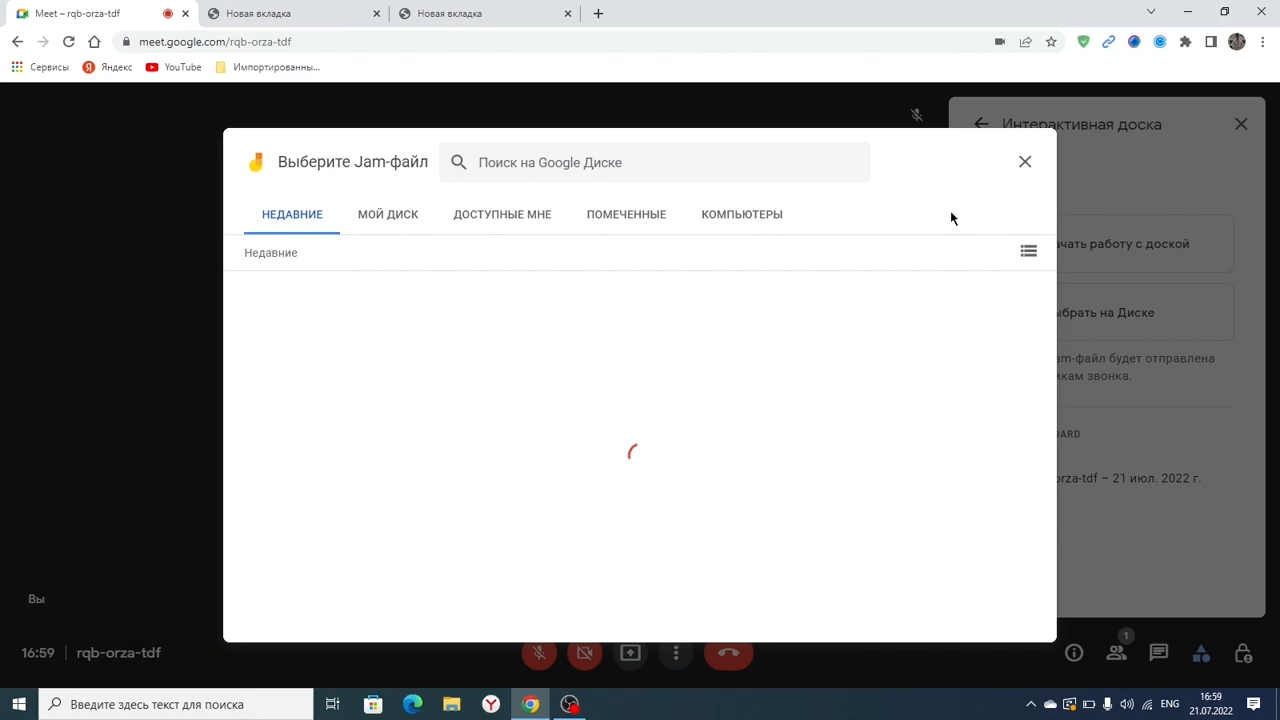 Meet – rqb-orza-tdf
Новая вкладка
Новая вкладка
meet.google.com/rqb-orza-tdf
Сервисы
Яндекс
YouTube
Импортированны...
Интерактивная доска
Выберите Jam-файл
Поиск на Google Диске
НЕДАВНИЕ
МОЙ ДИСК
ДОСТУПНЫЕ МНЕ
ПОМЕЧЕННЫЕ
КОМПЬЮТЕРЫ
Недавние
ачать работу с доской
ыбрать на Диске
am-файл будет отправлена
икам звонка.
OARD
orza-tdf – 21 июл. 2022 г.
Вы
16:59
rqb-orza-tdf
1
Введите здесь текст для поиска
ENG
16:59
21.07.2022